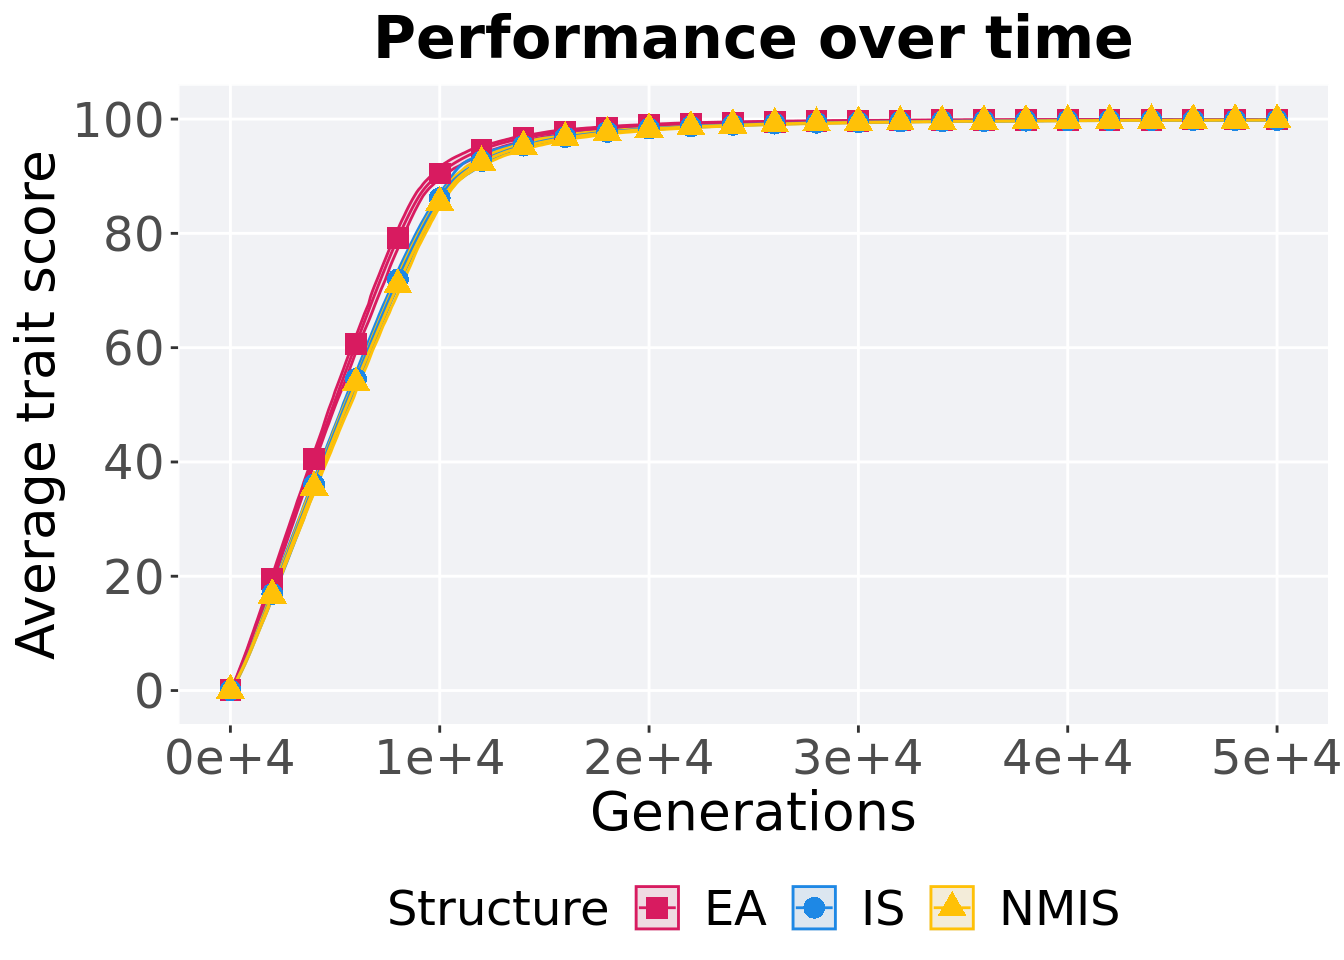 Performance over time
Average trait score
100
80
60
40
20
0
0e+4 1e+4 2e+4 3e+4 4e+4 5e+4
Generations
Structure EA IS NMIS